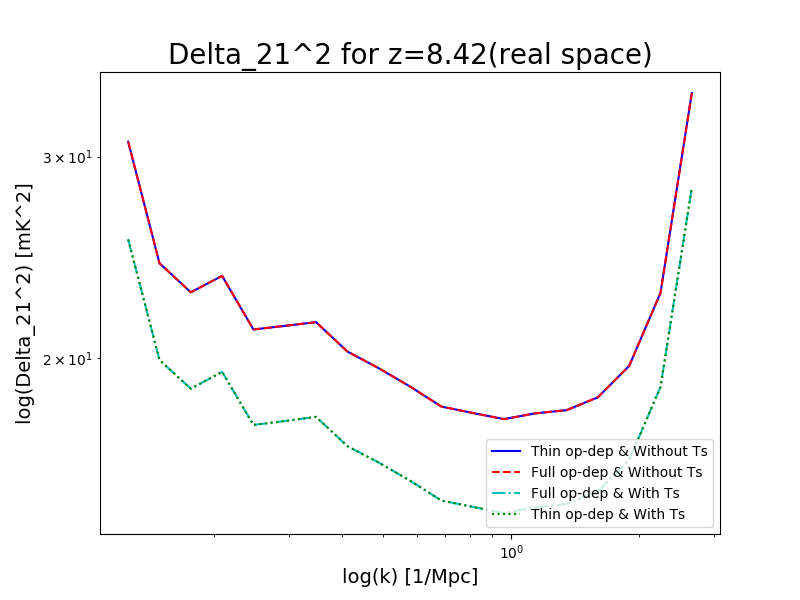 Delta_21^2 for z=8.42(real space)
log(Delta_21^2) [mK^2]
3 × 10^1
2 × 10^1
Thin op-dep & Without Ts
Full op-dep & Without Ts
Full op-dep & With Ts
Thin op-dep & With Ts
10^0
log(k) [1/Mpc]